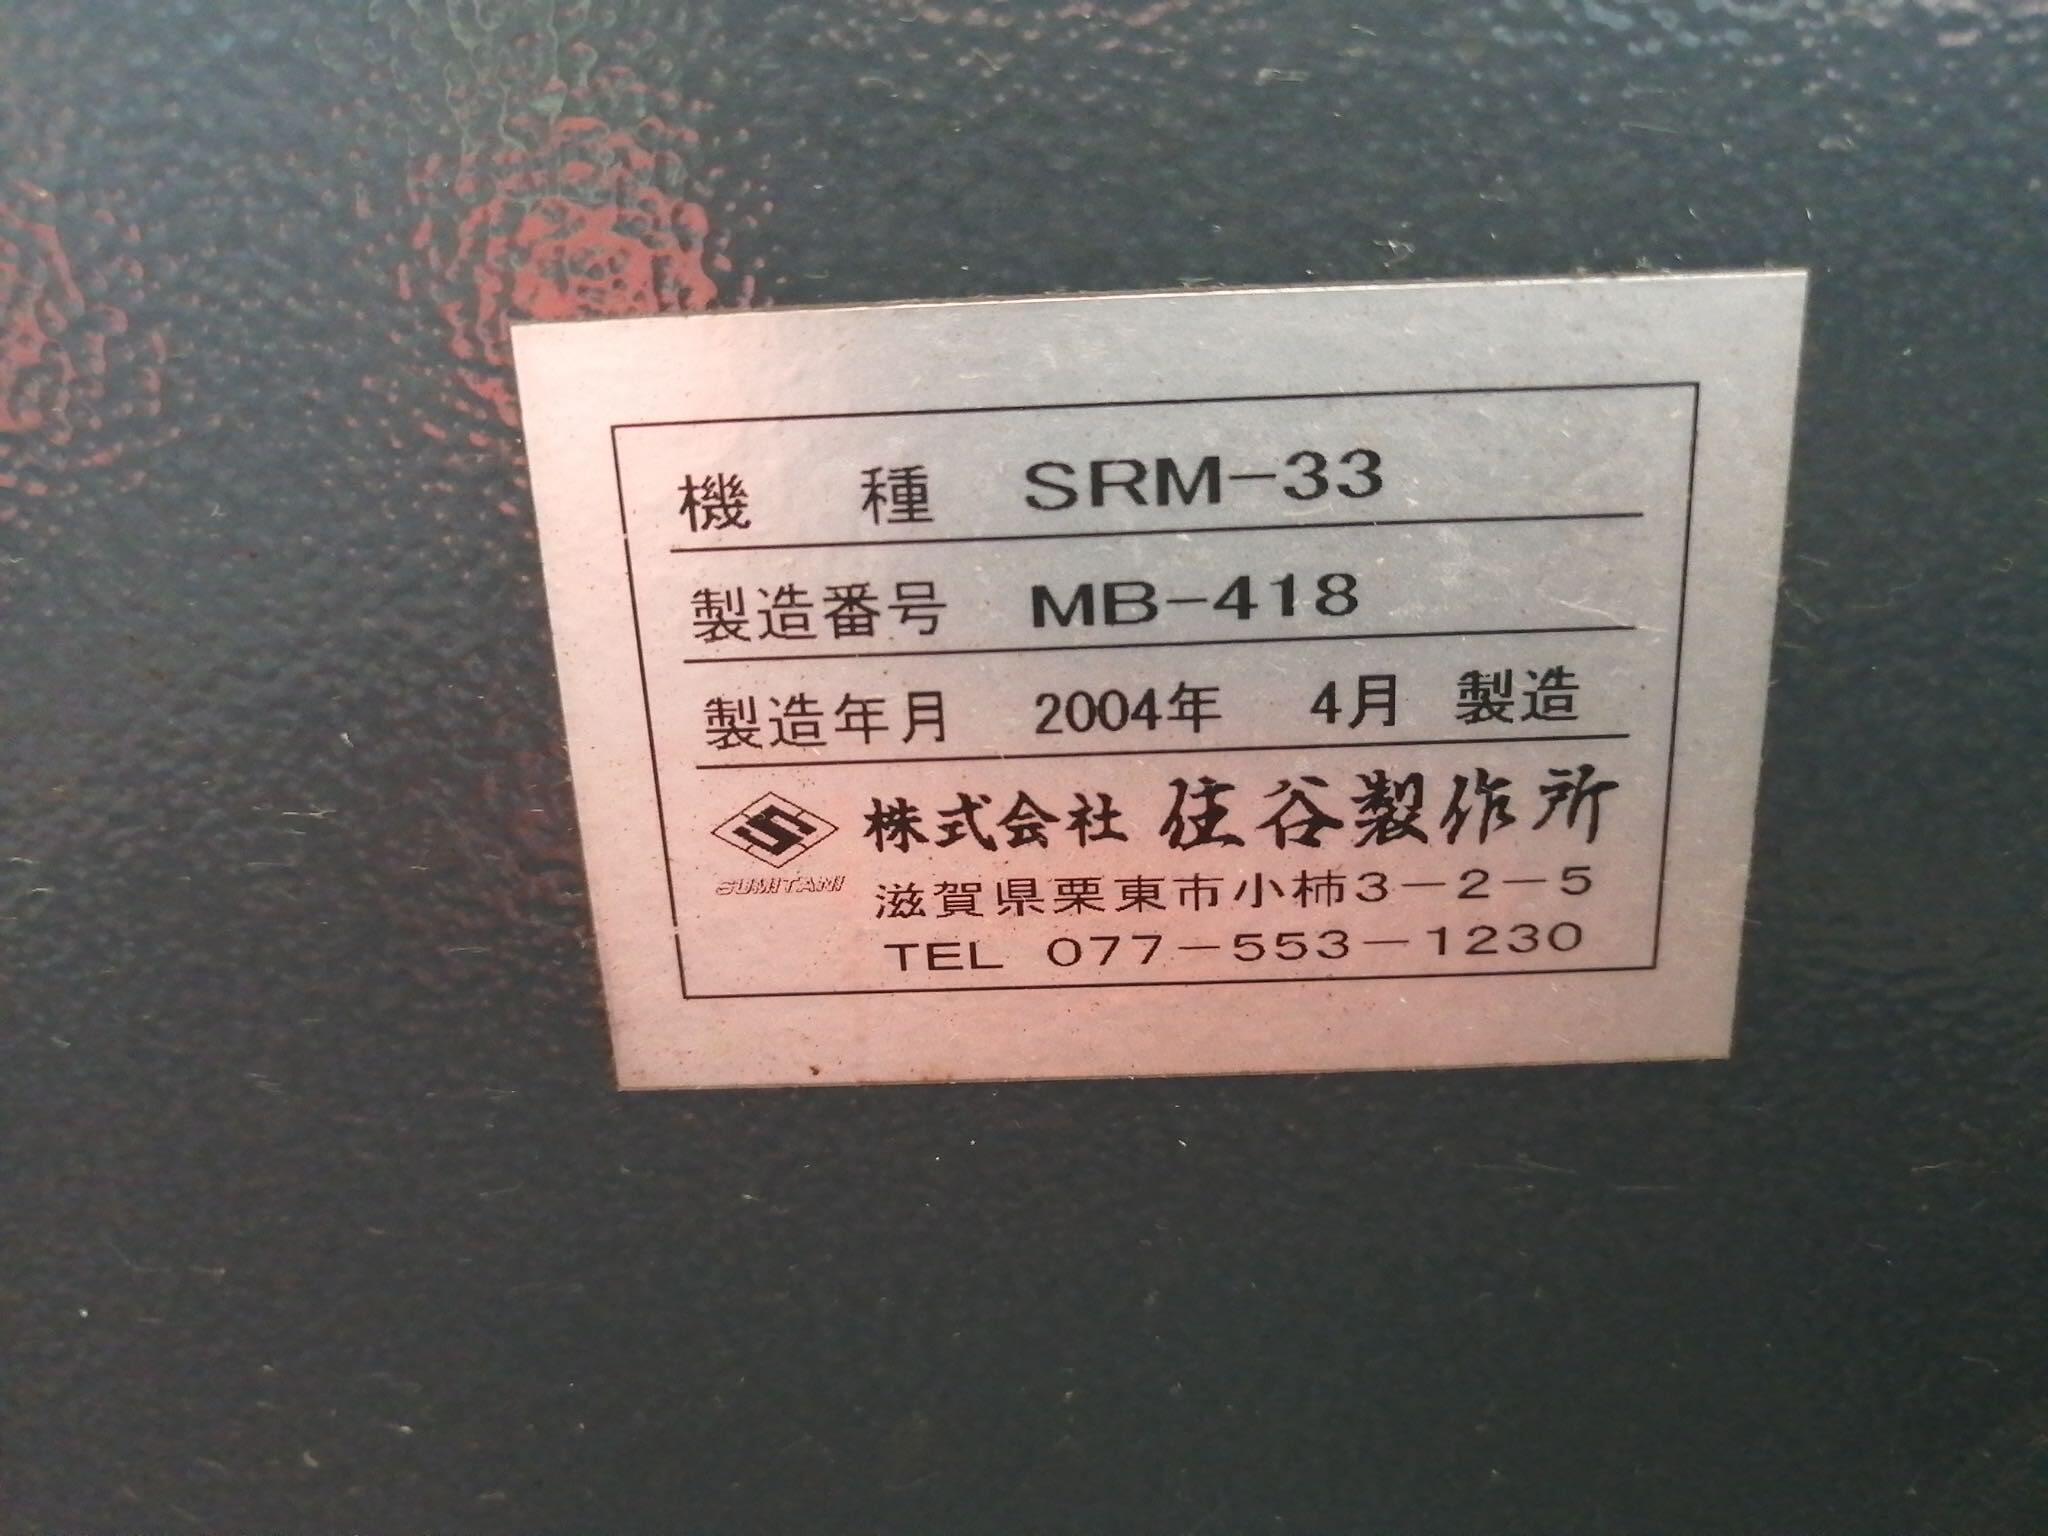 機 種 SRM-33
製造番号 MB-418
製造年月 2004年 4月 製造
株式会社 住谷製作所
SUMITANI
滋賀県栗東市小柿3-2-5
TEL 077-553-1230